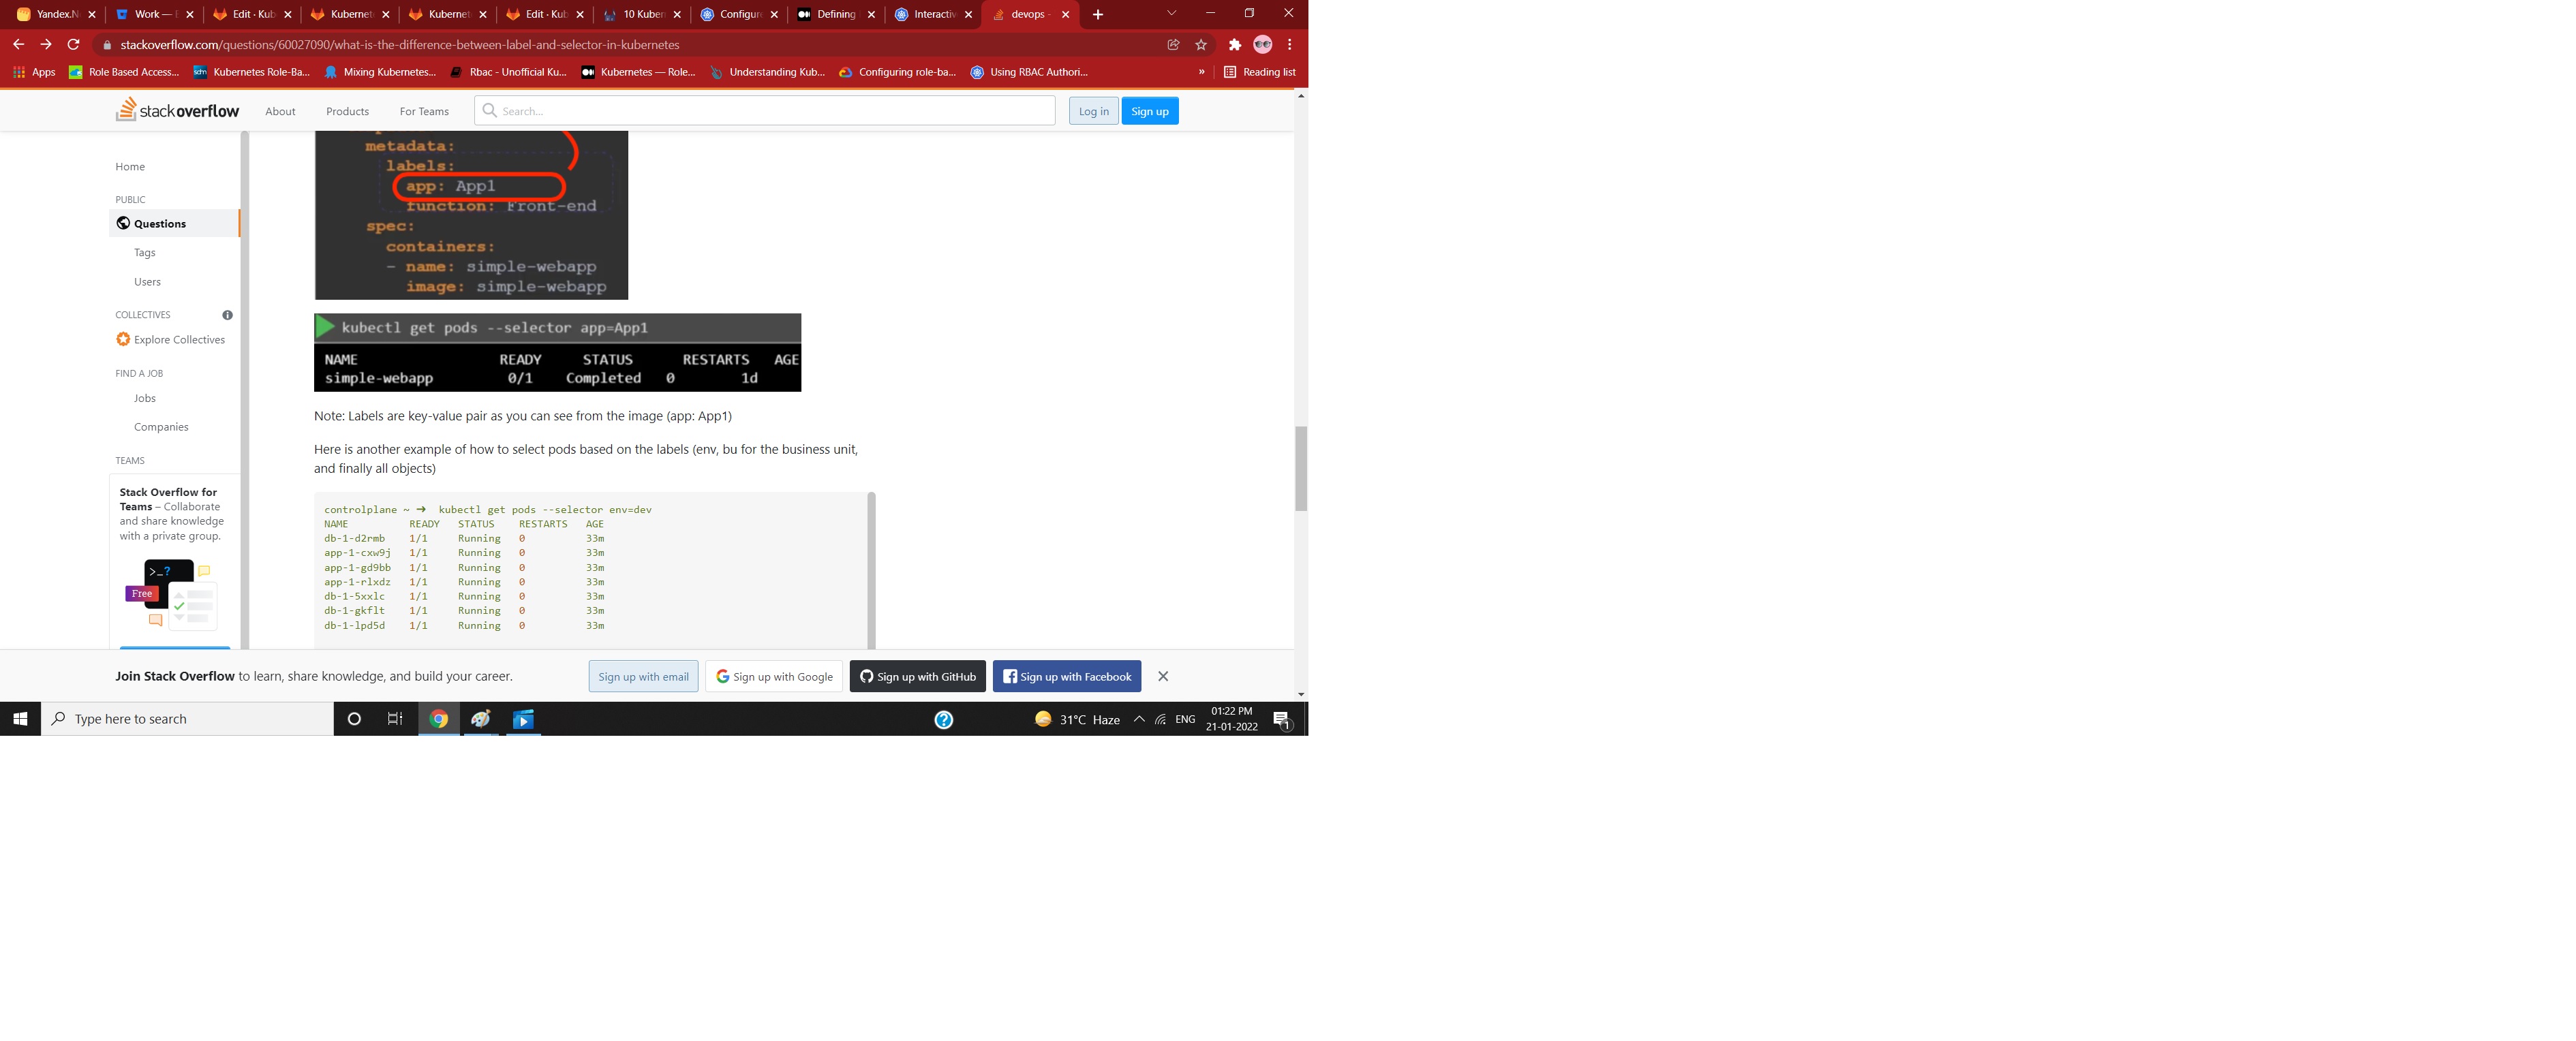 Yandex.N
Work — E
Edit · Kub
Kubernet
Kubernet
Edit · Kub
10 Kuber
Configur
Defining
Interactiv
devops -
stackoverflow.com/questions/60027090/what-is-the-difference-between-label-and-selector-in-kubernetes
Apps
Role Based Access...
Kubernetes Role-Ba...
Mixing Kubernetes...
Rbac - Unofficial Ku...
Kubernetes — Role...
Understanding Kub...
Configuring role-ba...
Using RBAC Authori...
»
Reading list
stackoverflow
About
Products
For Teams
Search...
Log in
Sign up
Home
PUBLIC
Questions
Tags
Users
COLLECTIVES
Explore Collectives
FIND A JOB
Jobs
Companies
TEAMS
Stack Overflow for
Teams – Collaborate
and share knowledge
with a private group.
>_?
Free
metadata:
labels:
app: App1
function: Front-end
spec:
containers:
- name: simple-webapp
image: simple-webapp
kubectl get pods --selector app=App1
NAME READY STATUS RESTARTS AGE
simple-webapp 0/1 Completed 0 1d
Note: Labels are key-value pair as you can see from the image (app: App1)
Here is another example of how to select pods based on the labels (env, bu for the business unit,
and finally all objects)
controlplane ~ ➜ kubectl get pods --selector env=dev
NAME READY STATUS RESTARTS AGE
db-1-d2rmb 1/1 Running 0 33m
app-1-cxw9j 1/1 Running 0 33m
app-1-gd9bb 1/1 Running 0 33m
app-1-rlxdz 1/1 Running 0 33m
db-1-5xxlc 1/1 Running 0 33m
db-1-gkflt 1/1 Running 0 33m
db-1-lpd5d 1/1 Running 0 33m
Join Stack Overflow to learn, share knowledge, and build your career.
Sign up with email
Sign up with Google
Sign up with GitHub
Sign up with Facebook
Type here to search
31°C Haze
ENG
01:22 PM
21-01-2022
1